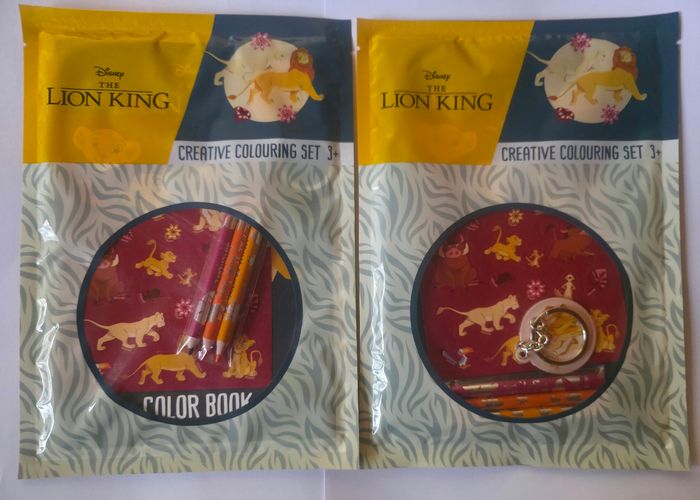 Disney
THE
LION KING
CREATIVE COLOURING SET 3+
COLOR BOOK
Disney
THE
LION KING
CREATIVE COLOURING SET 3+